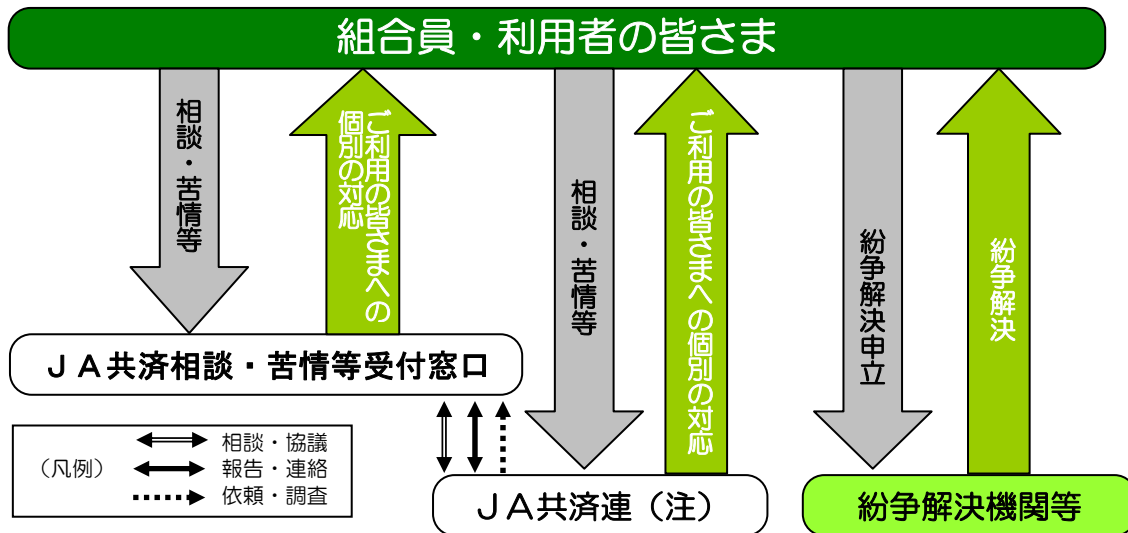 組合員・利用者の皆さま
相談・苦情等
ご利用の皆さまへの
個別の対応
相談・苦情等
ご利用の皆さまへの個別の対応
紛争解決申立
紛争解決
ＪＡ共済相談・苦情等受付窓口
（凡例）
相談・協議
報告・連絡
依頼・調査
ＪＡ共済連（注）
紛争解決機関等